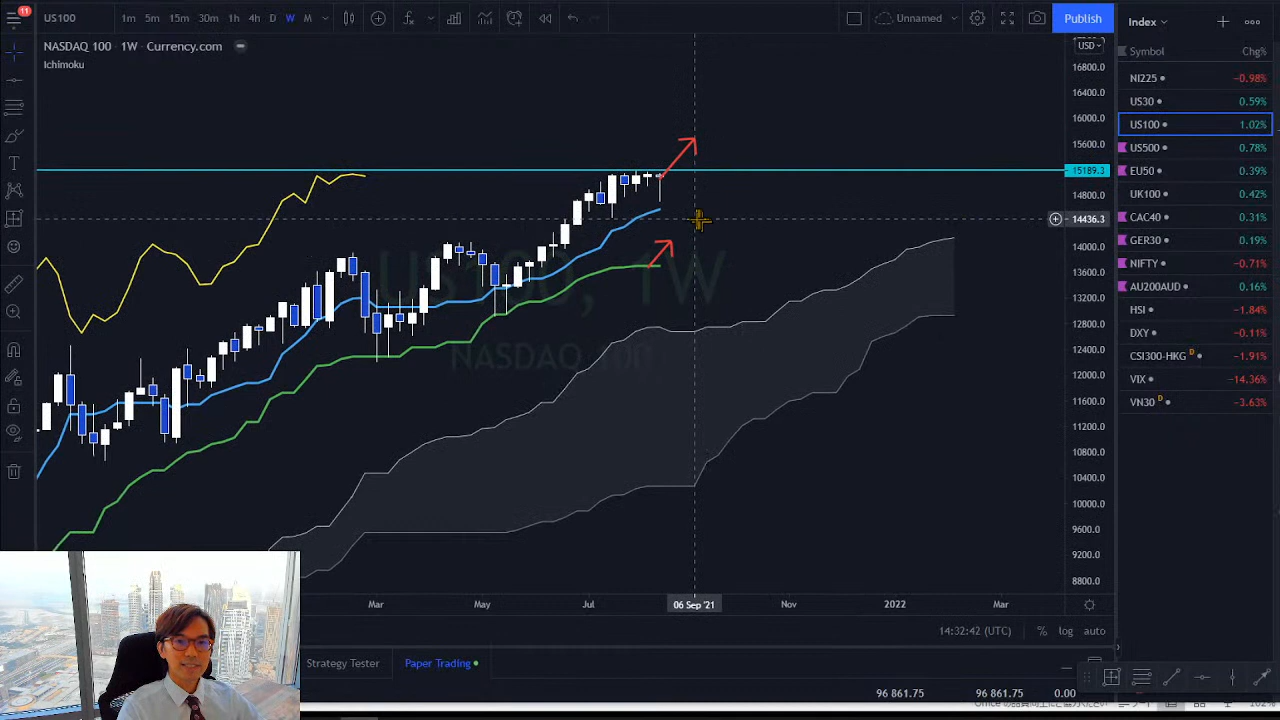 11
US100
1m 5m 15m 30m 1h 4h D W M
Unnamed
Publish
Index
NASDAQ 100 · 1W · Currency.com
Ichimoku
USD
Symbol Chg%
NI225 −0.98%
US30 0.59%
US100 1.02%
US500 0.78%
EU50 0.39%
UK100 0.42%
CAC40 0.31%
GER30 0.19%
NIFTY −0.71%
AU200AUD 0.16%
HSI −1.84%
DXY −0.11%
CSI300-HKG D −1.91%
VIX −14.36%
VN30 D −3.63%
16800.0
16400.0
16000.0
15600.0
15189.3
14800.0
14436.3
14000.0
13600.0
13200.0
12800.0
12400.0
12000.0
11600.0
11200.0
10800.0
10400.0
10000.0
9600.0
9200.0
8800.0
US100, 1W
NASDAQ 100
Mar May Jul 06 Sep '21 Nov 2022 Mar
14:32:42 (UTC) % log auto
Strategy Tester Paper Trading
96 861.75 96 861.75 0.00